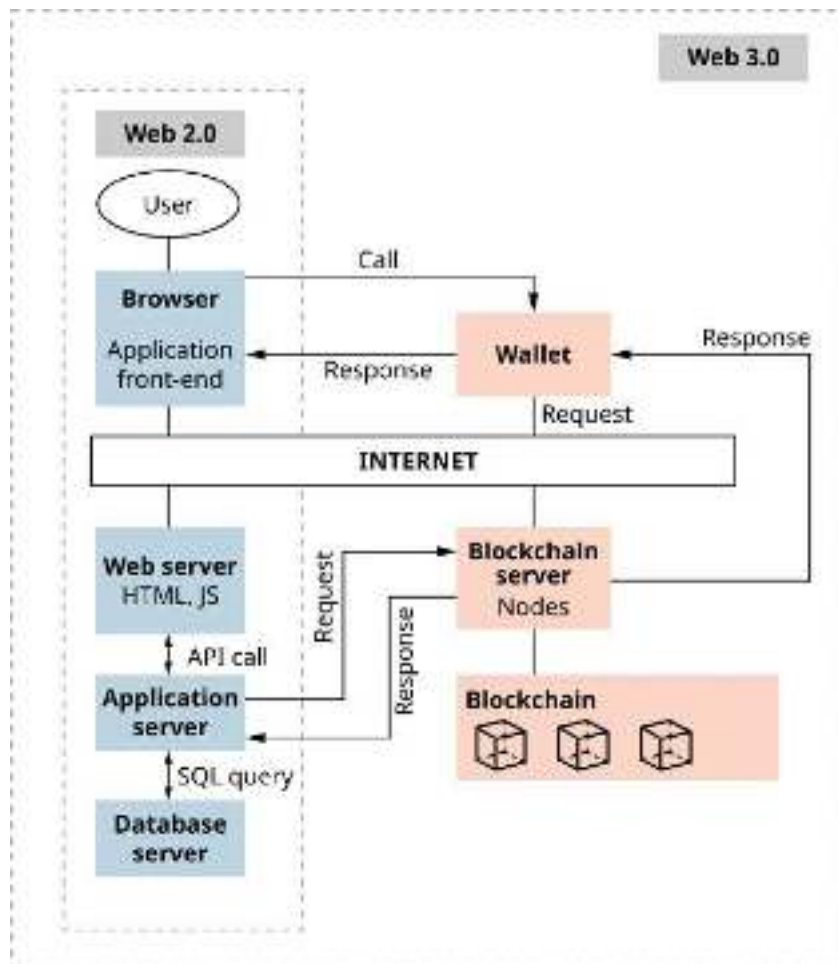 Web 3.0
Web 2.0
User
Call
Browser
Application
front-end
Response
Wallet
Response
Request
INTERNET
Web server
HTML, JS
Request
Blockchain
server
Nodes
API call
Response
Application
server
Blockchain
SQL query
Database
server